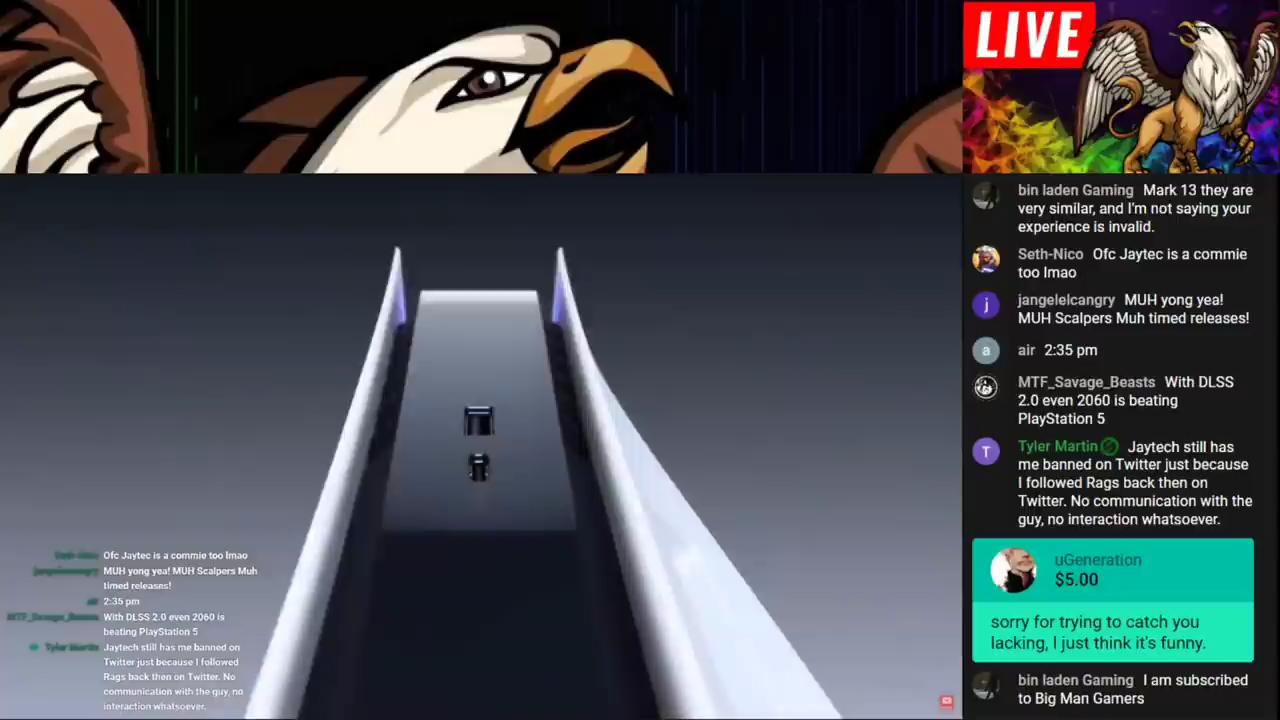 LIVE
bin laden Gaming Mark 13 they are
very similar, and I'm not saying your
experience is invalid.
Seth-Nico Ofc Jaytec is a commie
too lmao
j
jangelelcangry MUH yong yea!
MUH Scalpers Muh timed releases!
a
air 2:35 pm
MTF_Savage_Beasts With DLSS
2.0 even 2060 is beating
PlayStation 5
T
Tyler Martin Jaytech still has
me banned on Twitter just because
I followed Rags back then on
Twitter. No communication with the
guy, no interaction whatsoever.
uGeneration
$5.00
sorry for trying to catch you
lacking, I just think it's funny.
bin laden Gaming I am subscribed
to Big Man Gamers
Seth-Nico Ofc Jaytec is a commie too lmao
jangelelcangry MUH yong yea! MUH Scalpers Muh
timed releases!
air 2:35 pm
MTF_Savage_Beasts With DLSS 2.0 even 2060 is
beating PlayStation 5
Tyler Martin Jaytech still has me banned on
Twitter just because I followed
Rags back then on Twitter. No
communication with the guy, no
interaction whatsoever.